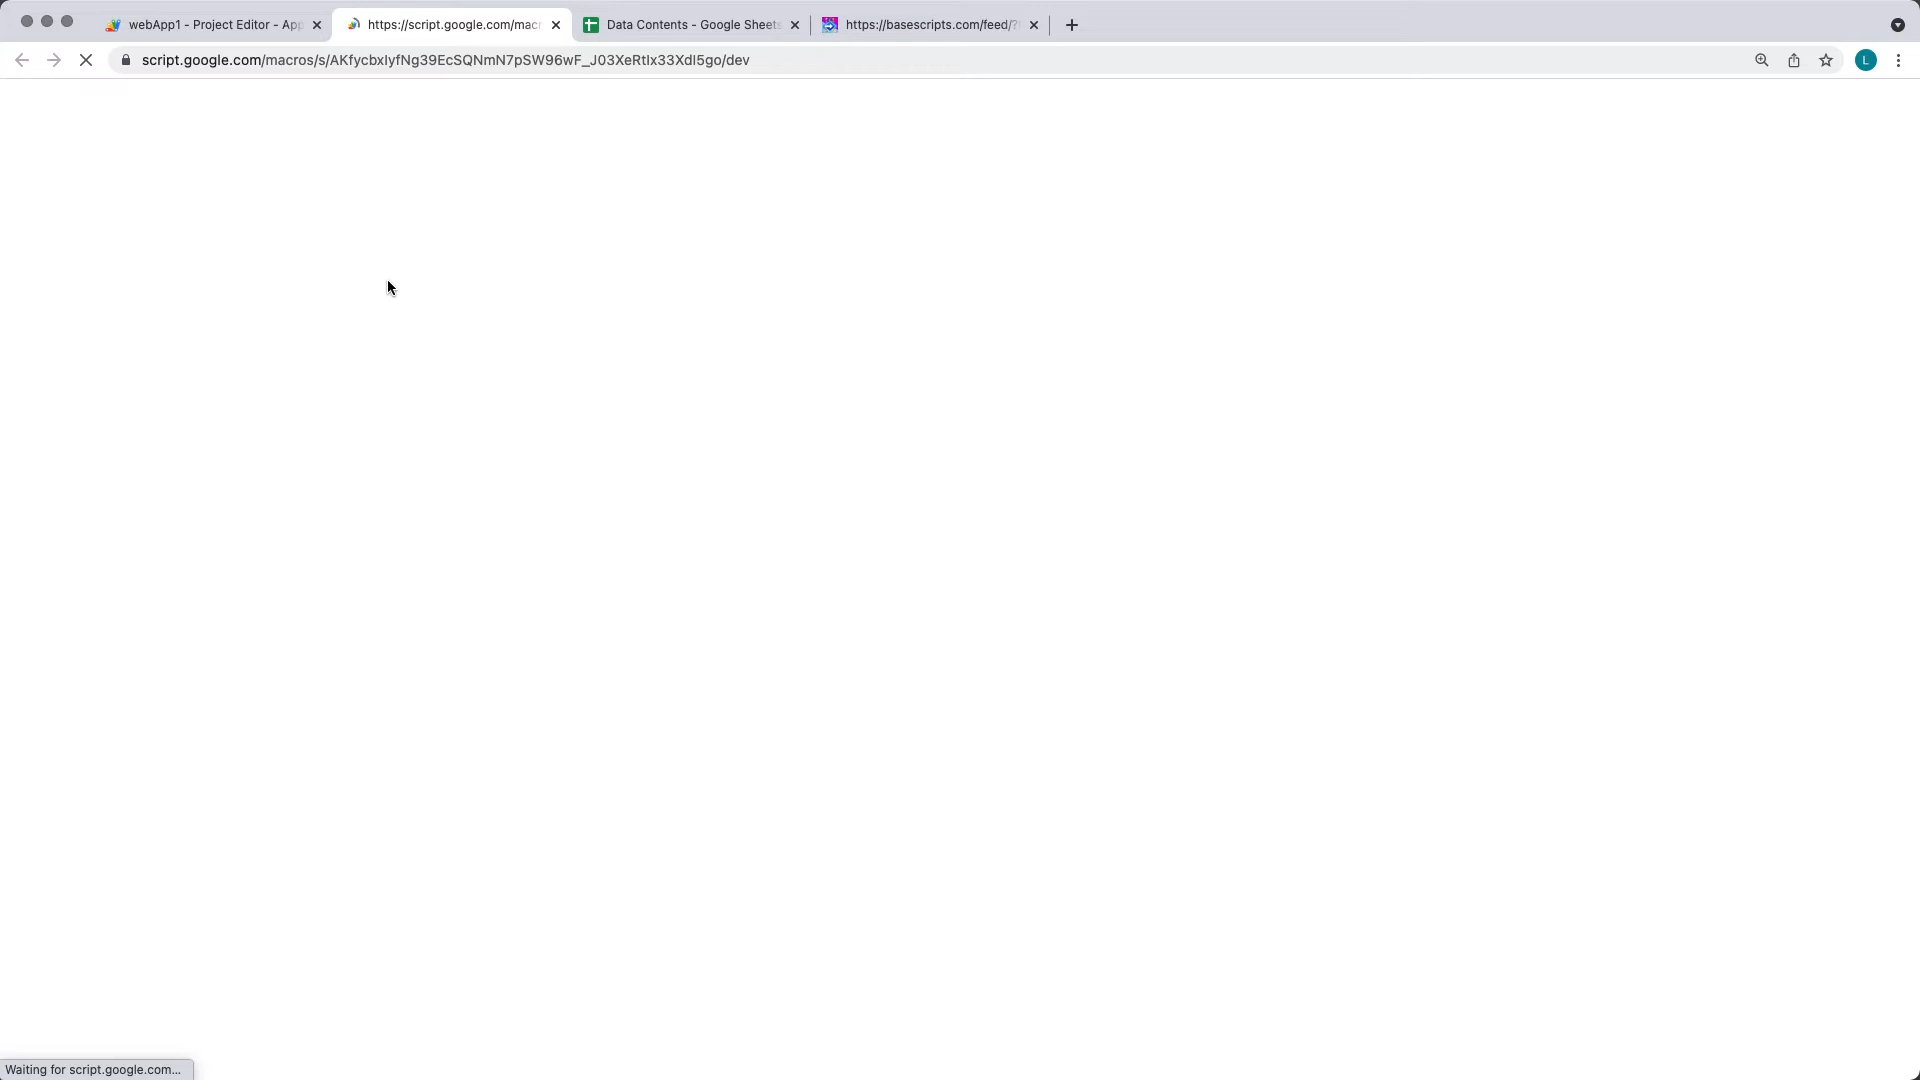 webApp1 - Project Editor - App
https://script.google.com/mac
Data Contents - Google Sheets
https://basescripts.com/feed/?
script.google.com/macros/s/AKfycbxIyfNg39EcSQNmN7pSW96wF_J03XeRtIx33XdI5go/dev
L
Waiting for script.google.com...